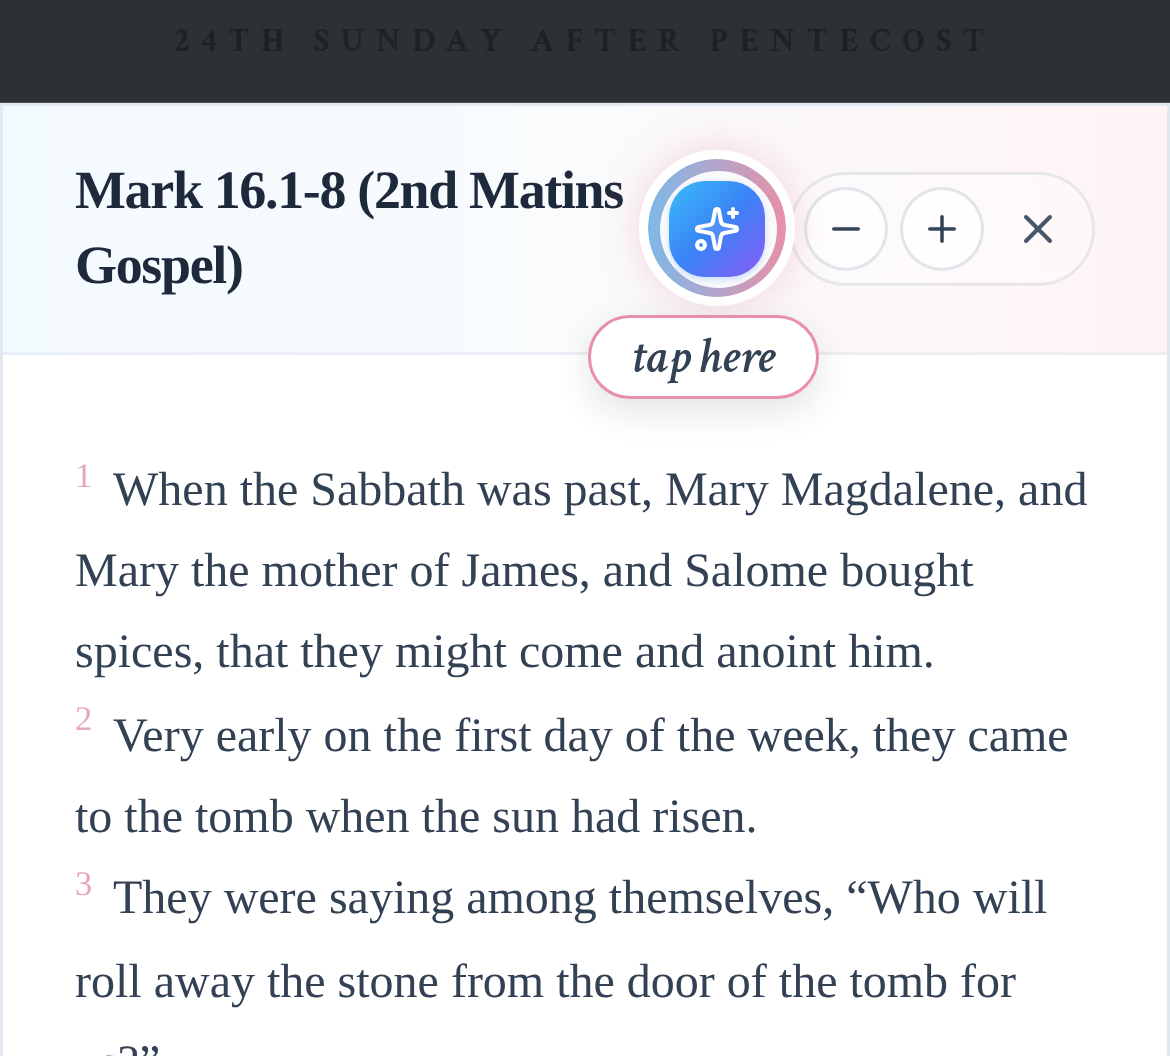 24TH SUNDAY AFTER PENTECOST
Mark 16.1-8 (2nd Matins
Gospel)
tap here
1 When the Sabbath was past, Mary Magdalene, and
Mary the mother of James, and Salome bought
spices, that they might come and anoint him.
2 Very early on the first day of the week, they came
to the tomb when the sun had risen.
3 They were saying among themselves, “Who will
roll away the stone from the door of the tomb for